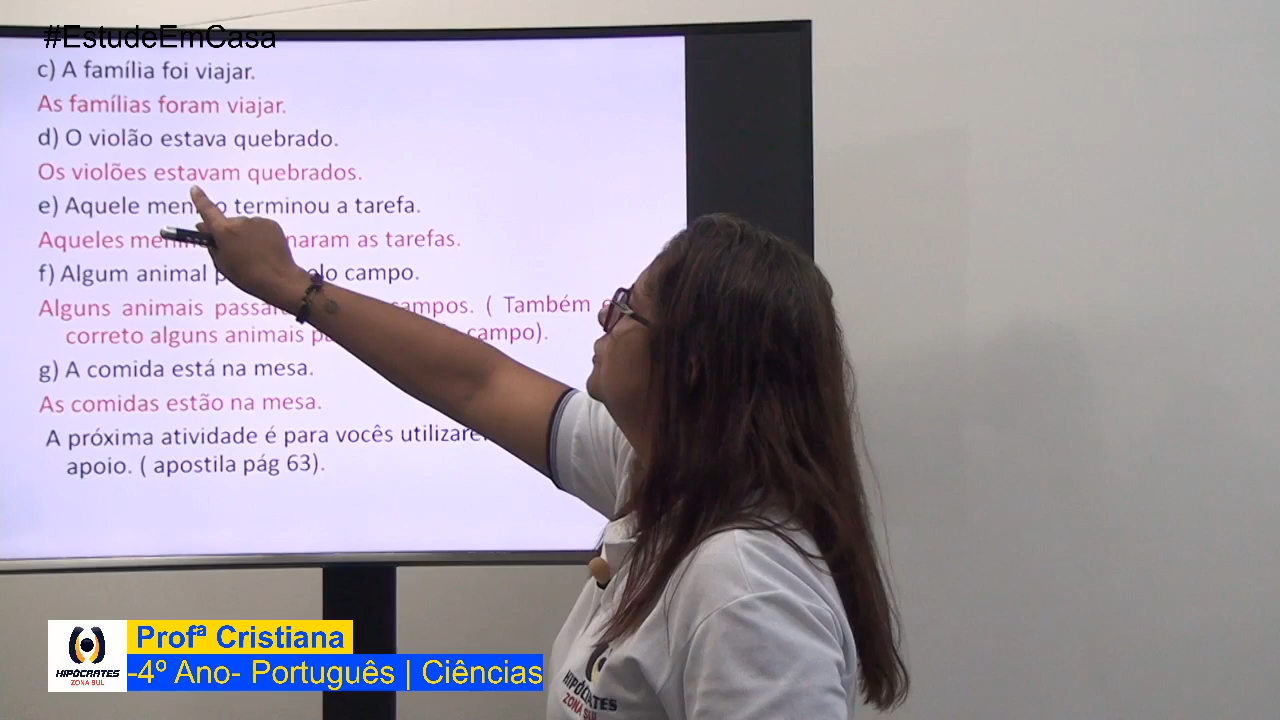 #EstudeEmCasa
c) A família foi viajar.
As famílias foram viajar.
d) O violão estava quebrado.
Os violões estavam quebrados.
e) Aquele terminou a tarefa.
Aqueles as tarefas.
f) Algum animal campo.
Alguns animais campos. ( Também
correto alguns animais campo).
g) A comida está na mesa.
As comidas estão na mesa.
A próxima atividade é para vocês
apoio. ( apostila pág 63).
Profª Cristiana
-4º Ano- Português | Ciências
HIPÓCRATES
ZONA SUL
HIPÓCRATES
ZONA SUL